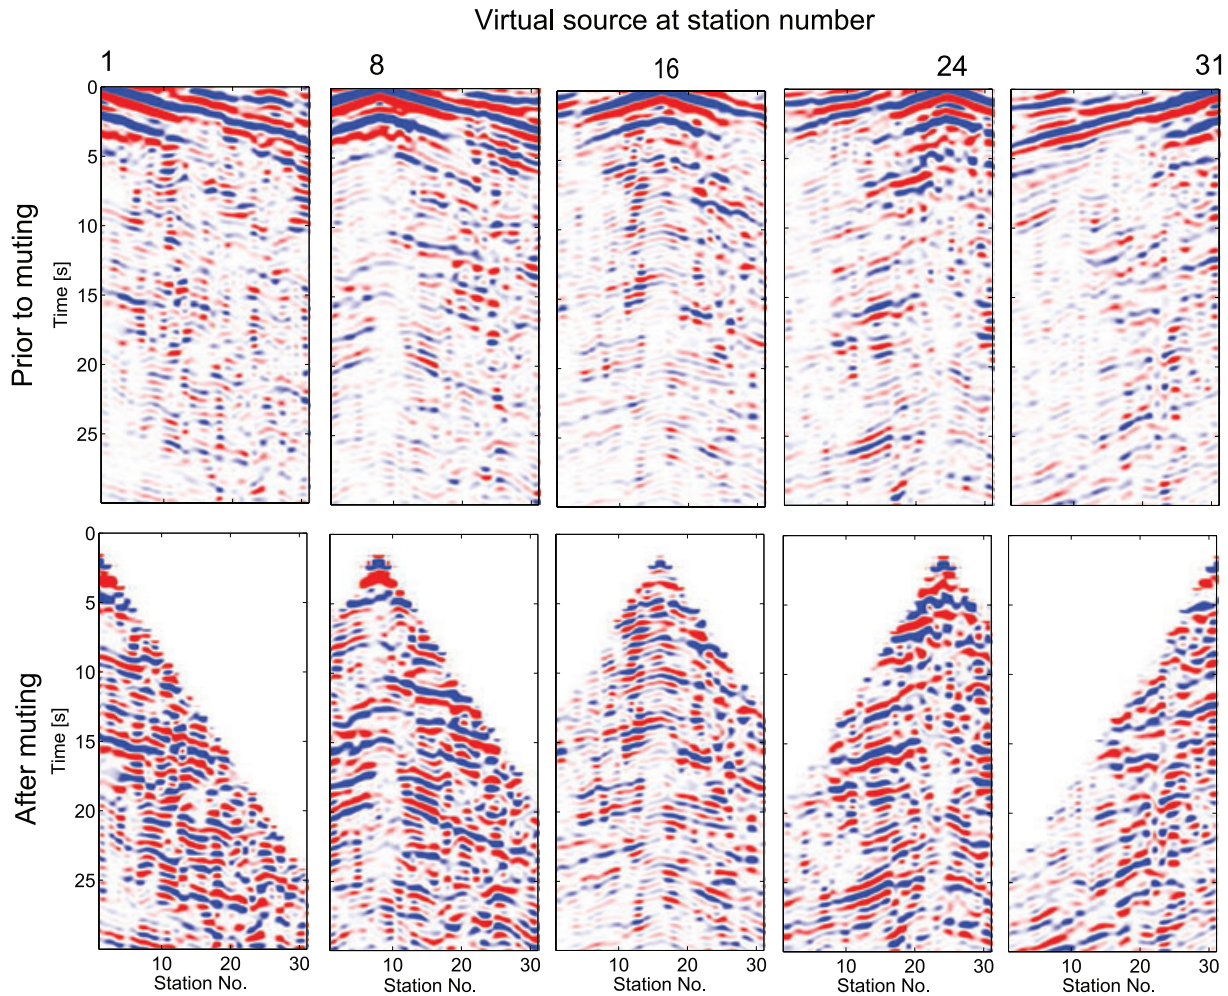 Virtual source at station number
1 8 16 24 31
Prior to muting
Time [s]
0
5
10
15
20
25
After muting
Time [s]
0
5
10
15
20
25
10 20 30 10 20 30 10 20 30 10 20 30 10 20 30
Station No. Station No. Station No. Station No. Station No.